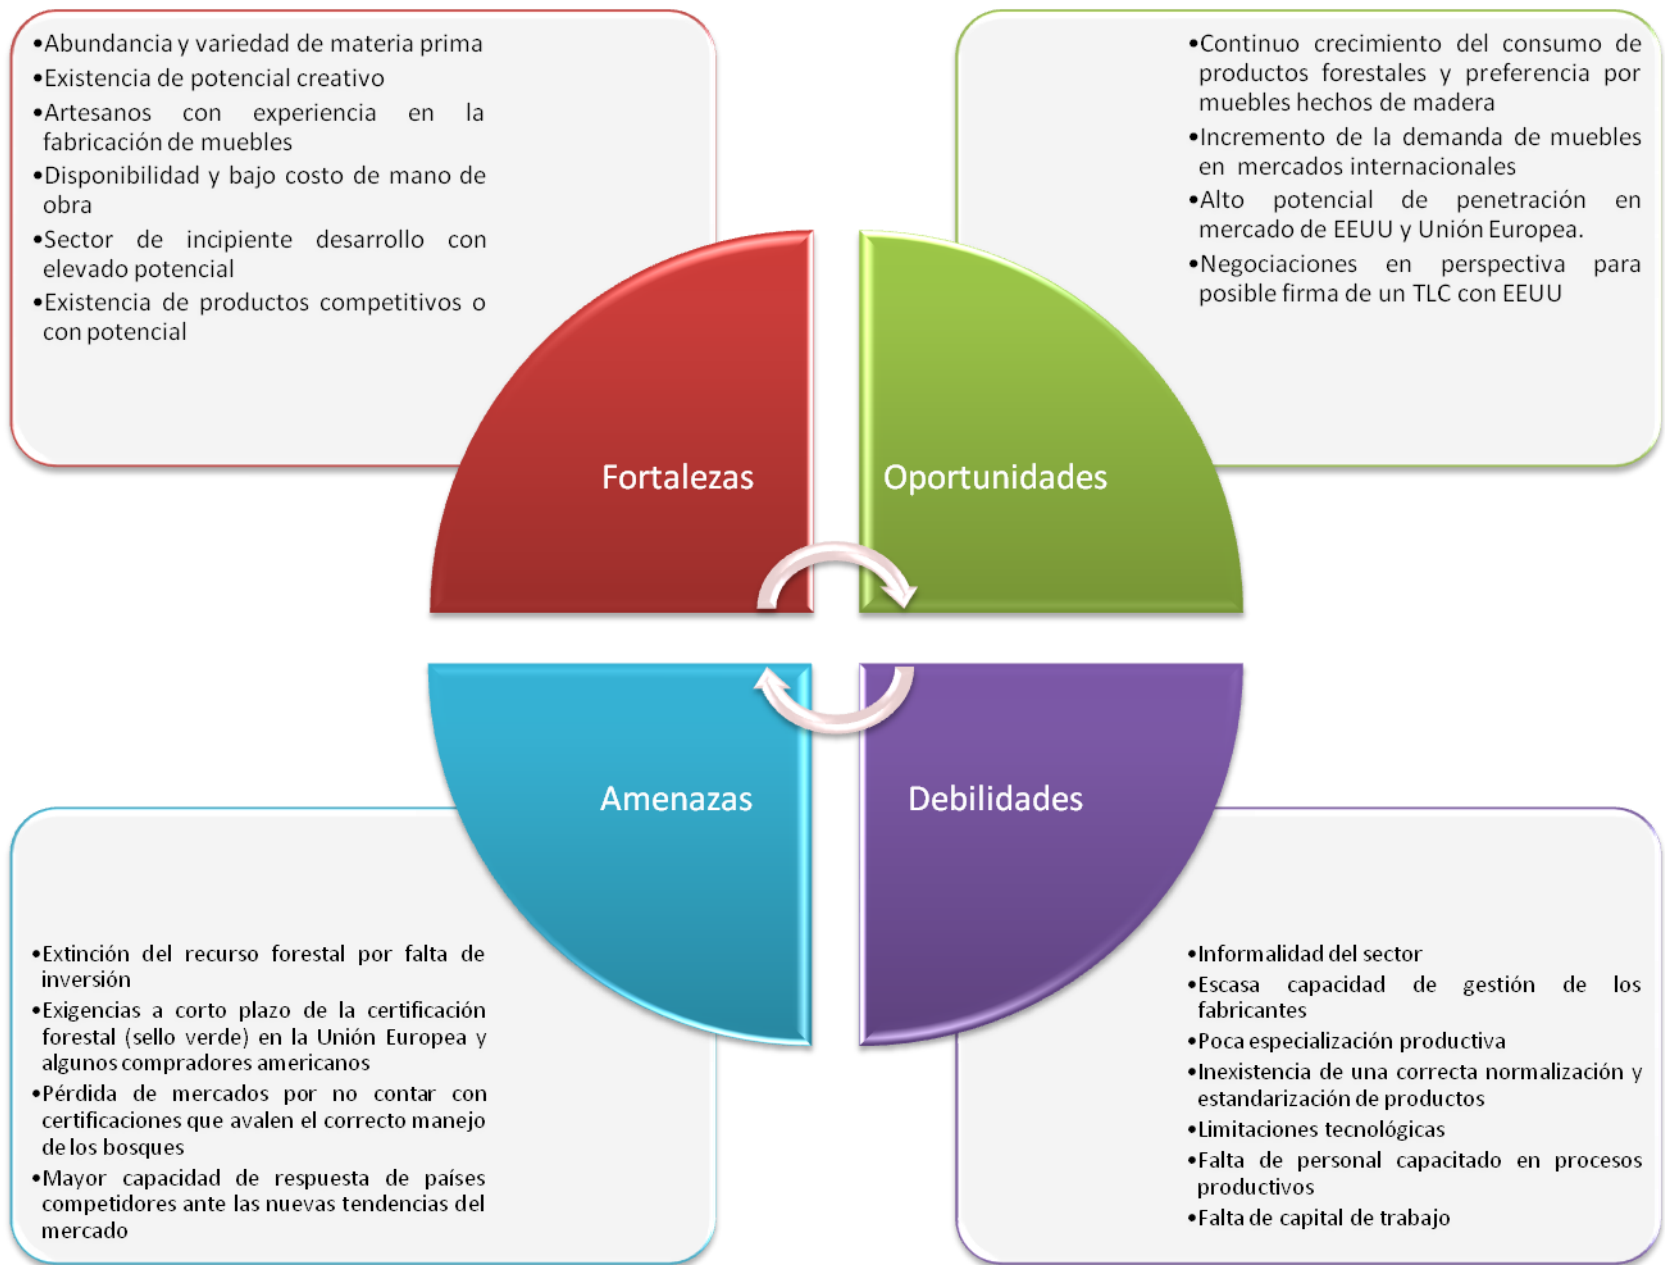 •Abundancia y variedad de materia prima
•Existencia de potencial creativo
•Artesanos con experiencia en la
fabricación de muebles
•Disponibilidad y bajo costo de mano de
obra
•Sector de incipiente desarrollo con
elevado potencial
•Existencia de productos competitivos o
con potencial
•Continuo crecimiento del consumo de
productos forestales y preferencia por
muebles hechos de madera
•Incremento de la demanda de muebles
en mercados internacionales
•Alto potencial de penetración en
mercado de EEUU y Unión Europea.
•Negociaciones en perspectiva para
posible firma de un TLC con EEUU
Fortalezas
Oportunidades
Amenazas
Debilidades
•Extinción del recurso forestal por falta de
inversión
•Exigencias a corto plazo de la certificación
forestal (sello verde) en la Unión Europea y
algunos compradores americanos
•Pérdida de mercados por no contar con
certificaciones que avalen el correcto manejo
de los bosques
•Mayor capacidad de respuesta de países
competidores ante las nuevas tendencias del
mercado
•Informalidad del sector
•Escasa capacidad de gestión de los
fabricantes
•Poca especialización productiva
•Inexistencia de una correcta normalización y
estandarización de productos
•Limitaciones tecnológicas
•Falta de personal capacitado en procesos
productivos
•Falta de capital de trabajo